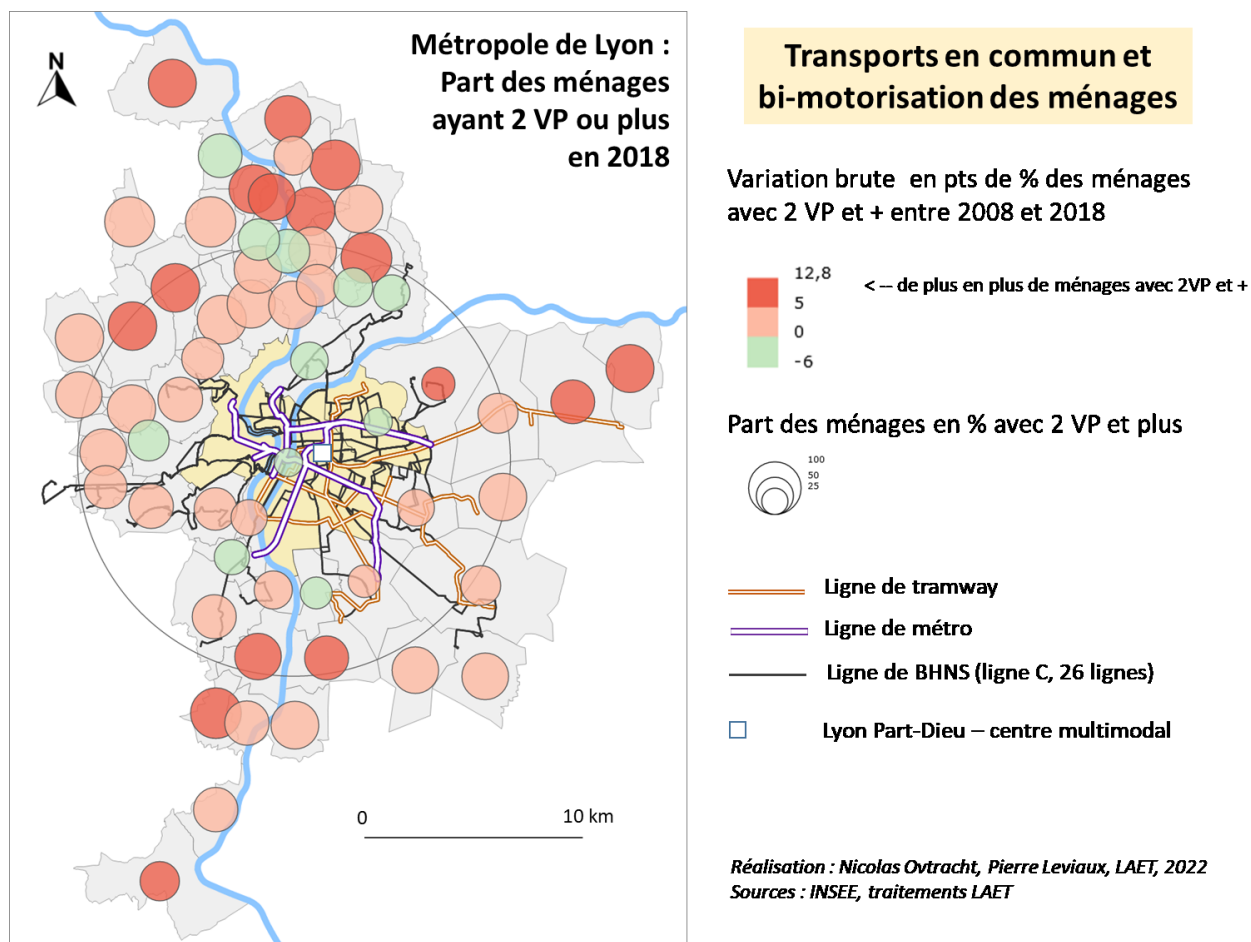 N
Métropole de Lyon :
Part des ménages
ayant 2 VP ou plus
en 2018
0
10 km
Transports en commun et
bi-motorisation des ménages
Variation brute en pts de % des ménages
avec 2 VP et + entre 2008 et 2018
12,8
< -- de plus en plus de ménages avec 2VP et +
5
0
-6
Part des ménages en % avec 2 VP et plus
100
50
25
Ligne de tramway
Ligne de métro
Ligne de BHNS (ligne C, 26 lignes)
Lyon Part-Dieu – centre multimodal
Réalisation : Nicolas Ovtracht, Pierre Leviaux, LAET, 2022
Sources : INSEE, traitements LAET